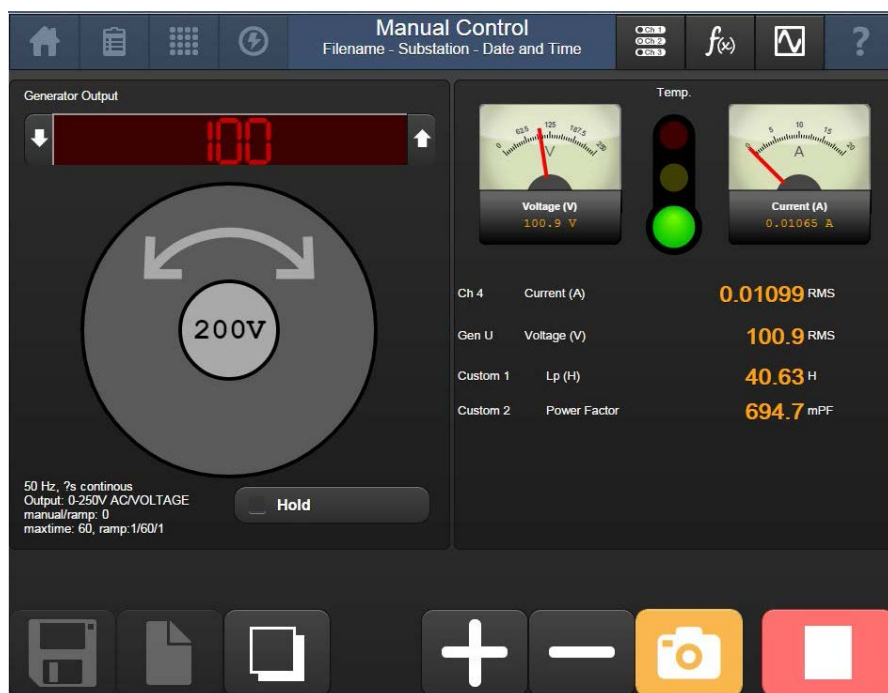 Manual Control
Filename - Substation - Date and Time
Ch 1
Ch 2
Ch 3
f(x)
?
Generator Output
100
200V
50 Hz, ?s continous
Output: 0-250V AC/VOLTAGE
manual/ramp: 0
maxtime: 60, ramp:1/60/1
Hold
Temp.
0 62.5 125 187.5 250
V
Voltage (V)
100.9 V
0 5 10 15 20
A
Current (A)
0.01065 A
Ch 4 Current (A) 0.01099 RMS
Gen U Voltage (V) 100.9 RMS
Custom 1 Lp (H) 40.63 H
Custom 2 Power Factor 694.7 mPF